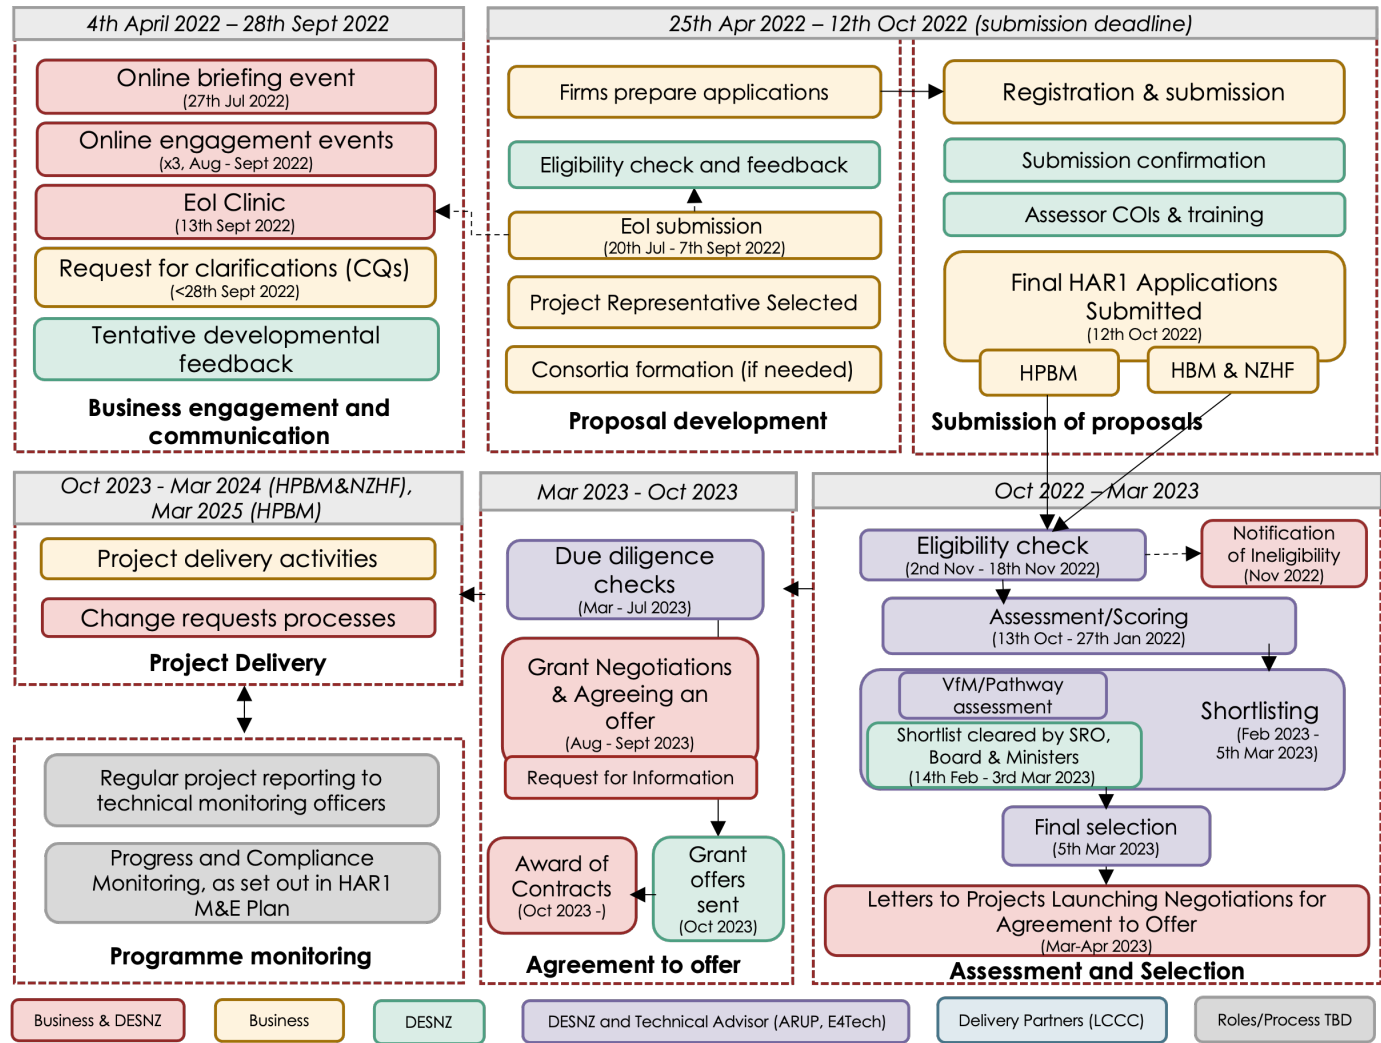 4th April 2022 – 28th Sept 2022
Online briefing event
(27th Jul 2022)
Online engagement events
(x3, Aug - Sept 2022)
EoI Clinic
(13th Sept 2022)
Request for clarifications (CQs)
(<28th Sept 2022)
Tentative developmental
feedback
Business engagement and
communication
25th Apr 2022 – 12th Oct 2022 (submission deadline)
Firms prepare applications
Eligibility check and feedback
EoI submission
(20th Jul - 7th Sept 2022)
Project Representative Selected
Consortia formation (if needed)
Proposal development
Registration & submission
Submission confirmation
Assessor COIs & training
Final HAR1 Applications
Submitted
(12th Oct 2022)
HPBM
HBM & NZHF
Submission of proposals
Oct 2023 - Mar 2024 (HPBM&NZHF),
Mar 2025 (HPBM)
Project delivery activities
Change requests processes
Project Delivery
Regular project reporting to
technical monitoring officers
Progress and Compliance
Monitoring, as set out in HAR1
M&E Plan
Programme monitoring
Mar 2023 - Oct 2023
Due diligence
checks
(Mar - Jul 2023)
Grant Negotiations
& Agreeing an
offer
(Aug - Sept 2023)
Request for Information
Award of
Contracts
(Oct 2023 -)
Grant
offers
sent
(Oct 2023)
Agreement to offer
Oct 2022 – Mar 2023
Eligibility check
(2nd Nov - 18th Nov 2022)
Notification
of Ineligibility
(Nov 2022)
Assessment/Scoring
(13th Oct - 27th Jan 2022)
VfM/Pathway
assessment
Shortlisting
(Feb 2023 -
5th Mar 2023)
Shortlist cleared by SRO,
Board & Ministers
(14th Feb - 3rd Mar 2023)
Final selection
(5th Mar 2023)
Letters to Projects Launching Negotiations for
Agreement to Offer
(Mar-Apr 2023)
Assessment and Selection
Business & DESNZ
Business
DESNZ
DESNZ and Technical Advisor (ARUP, E4Tech)
Delivery Partners (LCCC)
Roles/Process TBD